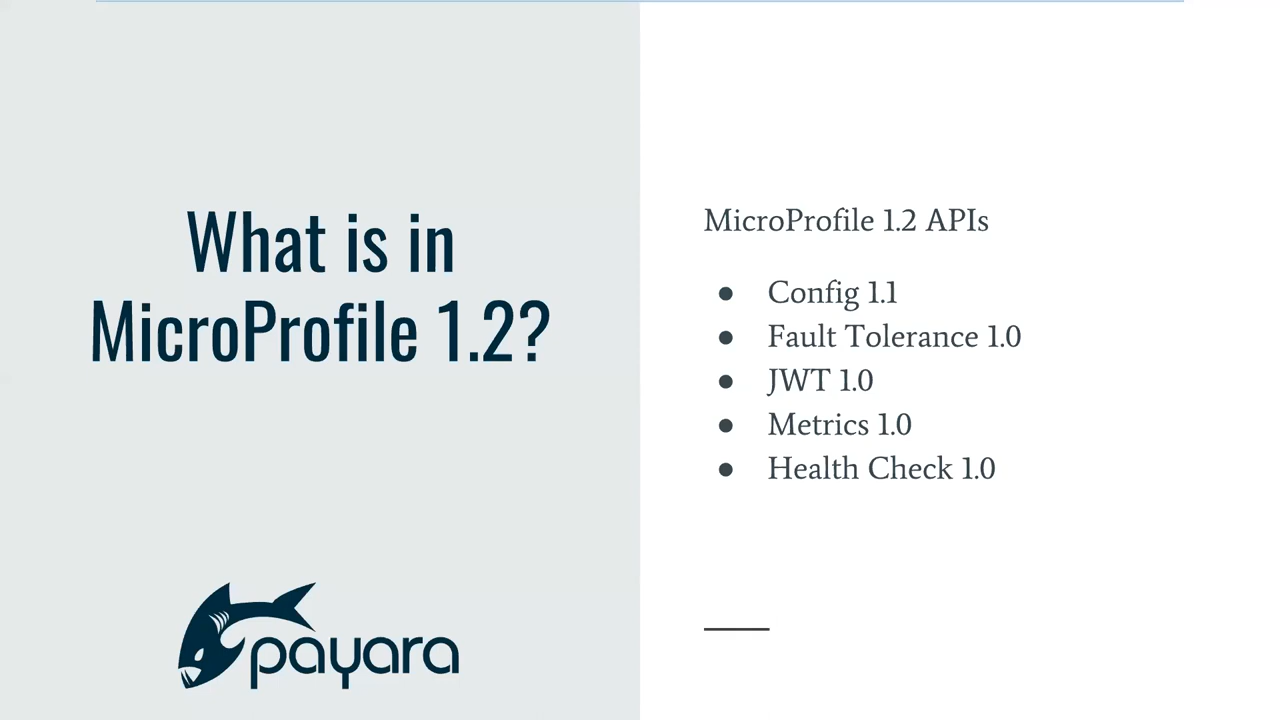 What is in
MicroProfile 1.2?
payara
MicroProfile 1.2 APIs
● Config 1.1
● Fault Tolerance 1.0
● JWT 1.0
● Metrics 1.0
● Health Check 1.0